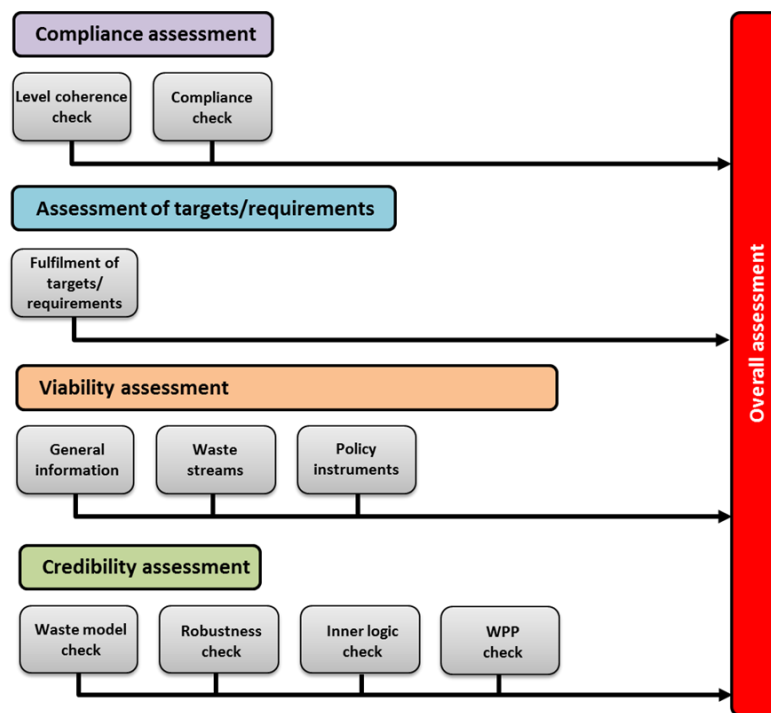 Compliance assessment
Level coherence
check
Compliance
check
Assessment of targets/requirements
Fulfilment of
targets/
requirements
Viability assessment
General
information
Waste
streams
Policy
instruments
Credibility assessment
Waste model
check
Robustness
check
Inner logic
check
WPP
check
Overall assessment